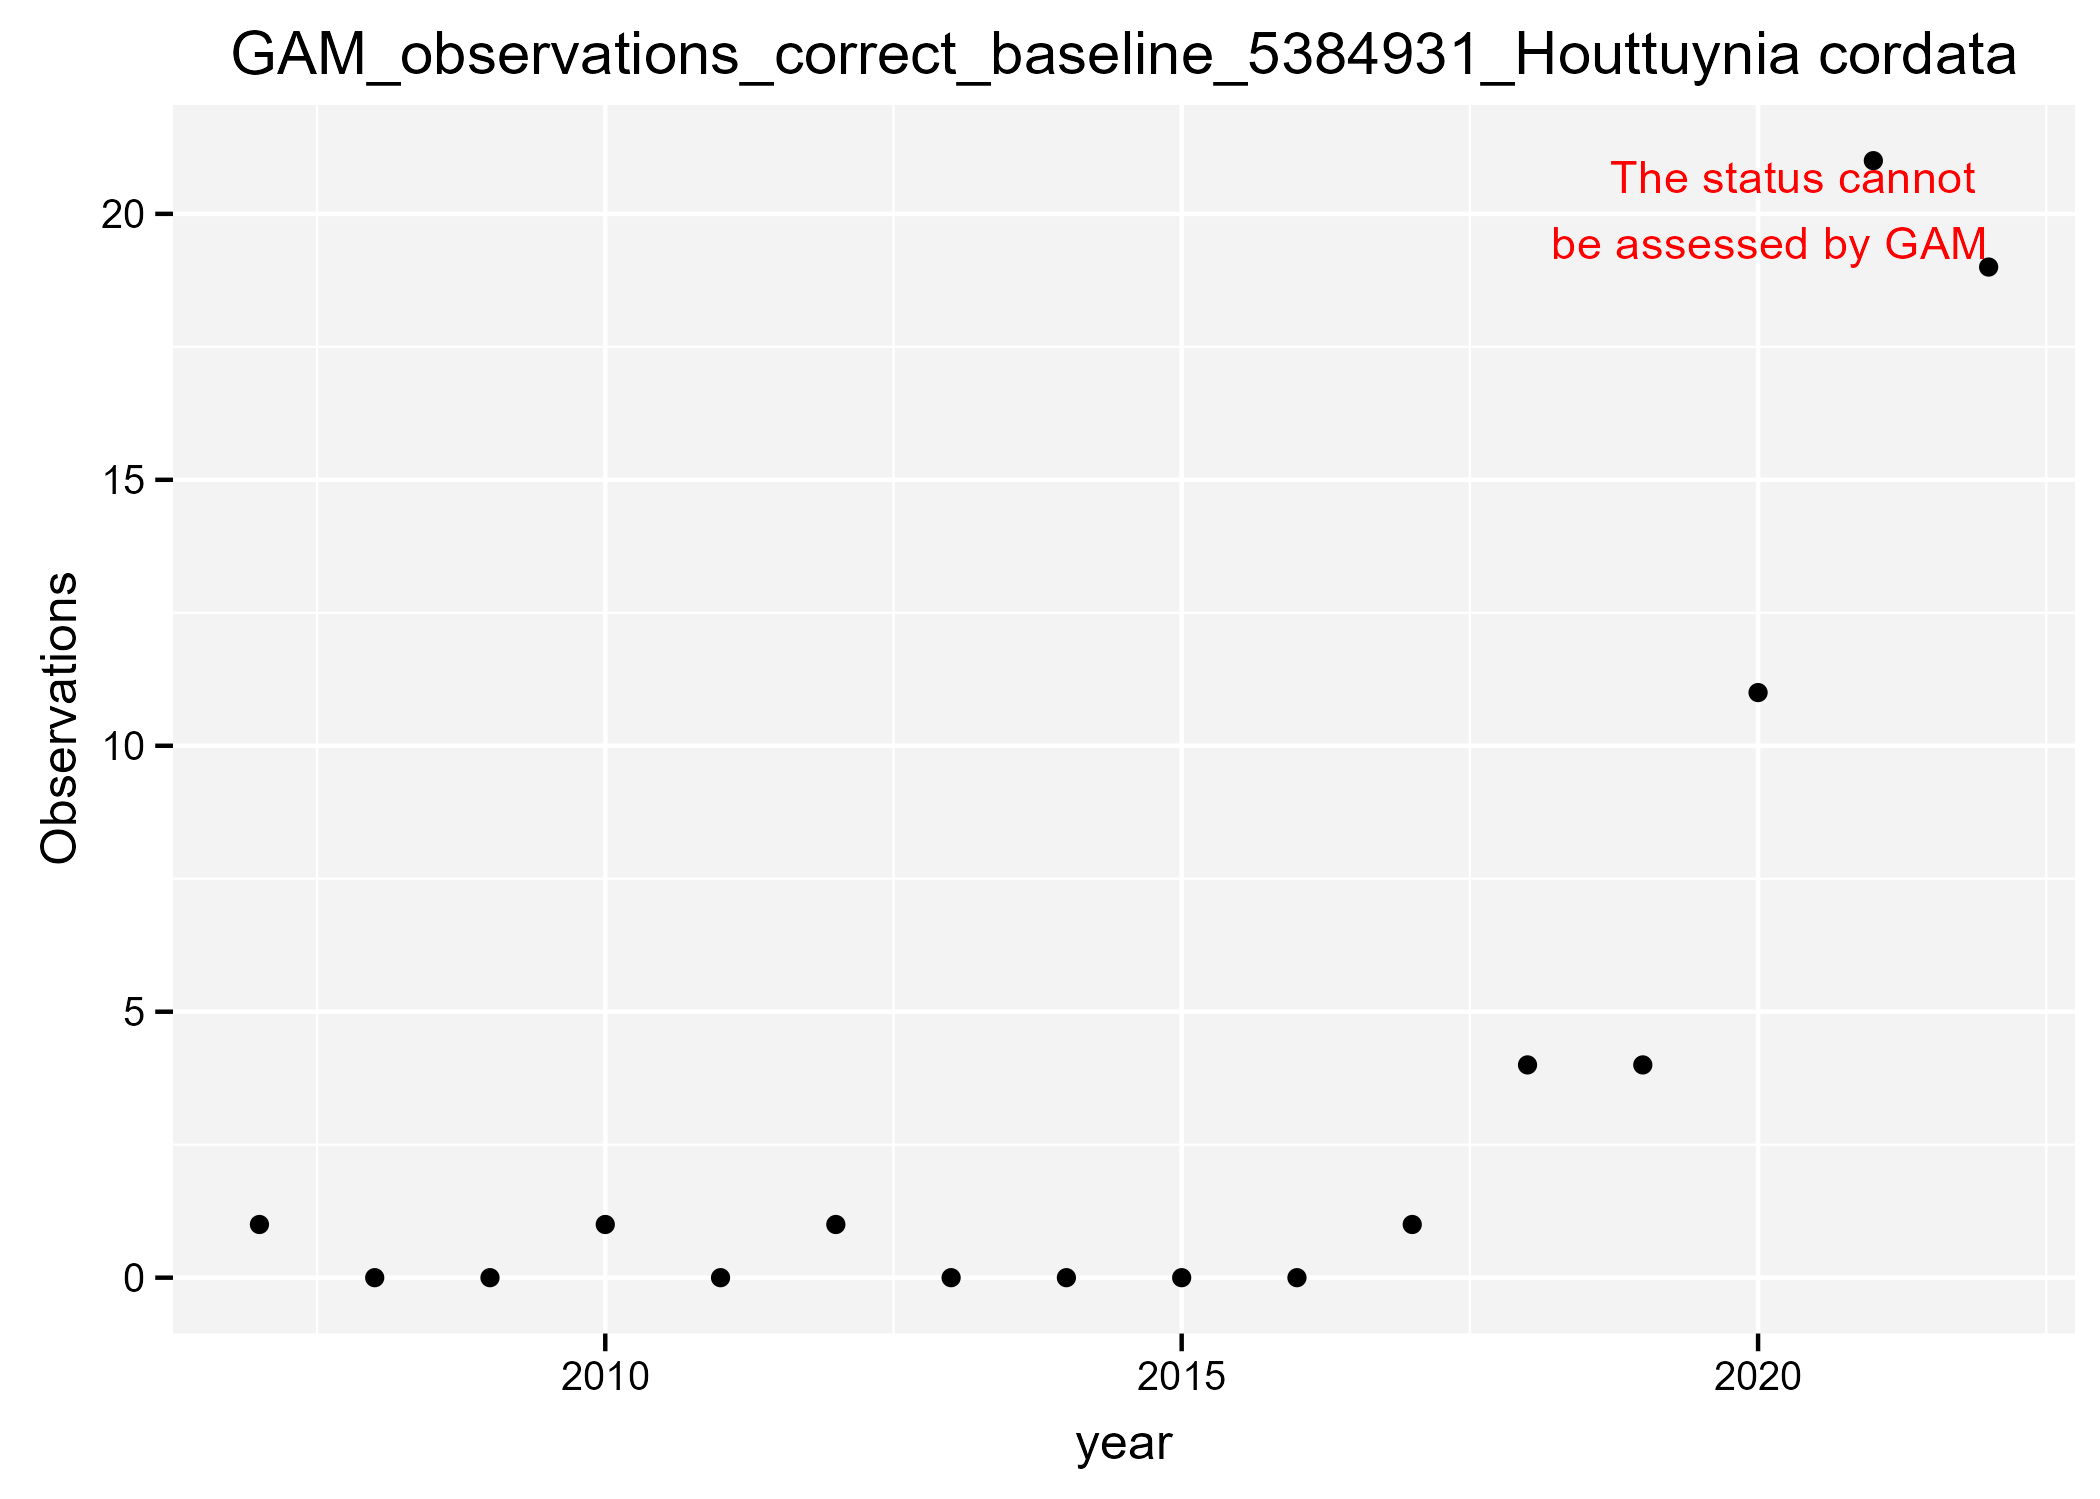 GAM_observations_correct_baseline_5384931_Houttuynia cordata
The status cannot
be assessed by GAM
20
15
10
5
0
Observations
2010 2015 2020
year